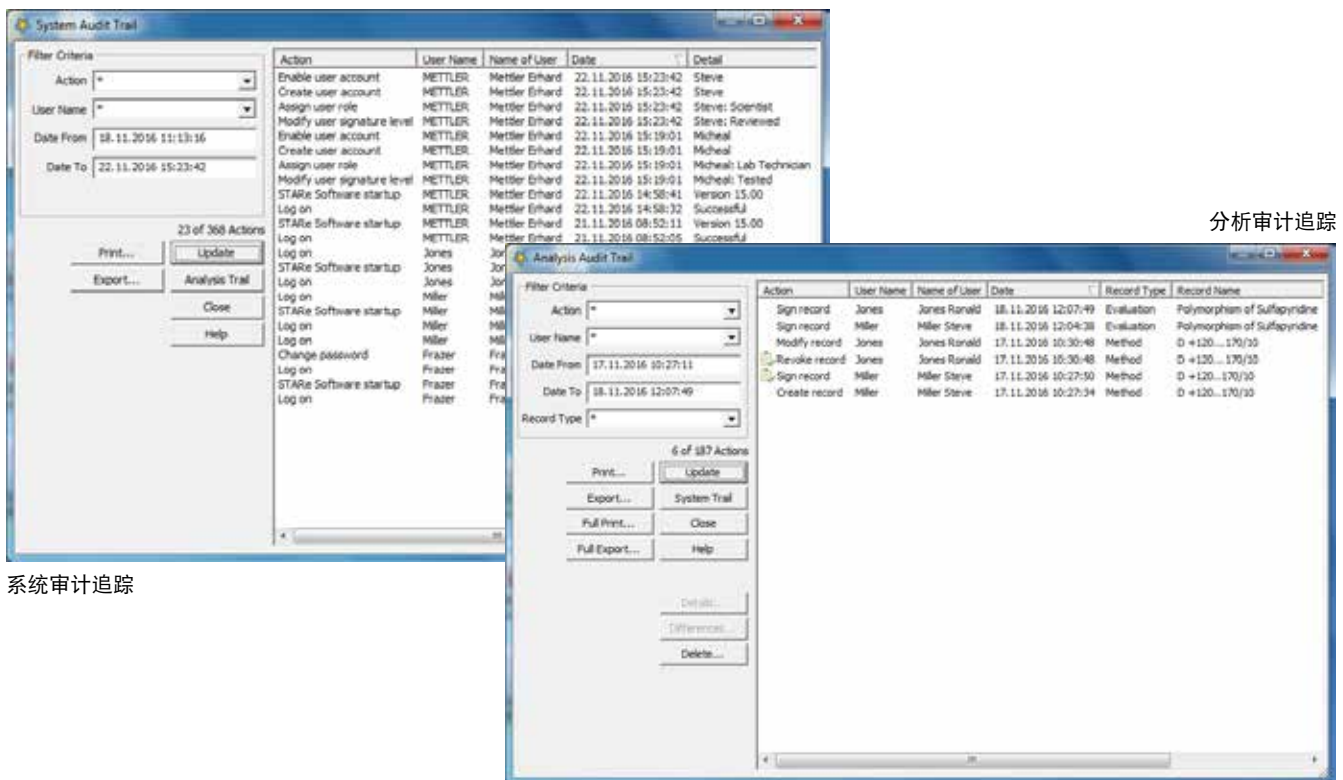 System Audit Trail
Filter Criteria
Action *
User Name *
Date From 18.11.2016 11:13:16
Date To 22.11.2016 15:23:42
23 of 368 Actions
Print... Update
Export... Analysis Trail
Close
Help
Action User Name Name of User Date Detail
Enable user account METTLER Mettler Erhard 22.11.2016 15:23:42 Steve
Create user account METTLER Mettler Erhard 22.11.2016 15:23:42 Steve
Assign user role METTLER Mettler Erhard 22.11.2016 15:23:42 Steve: Scientist
Modify user signature level METTLER Mettler Erhard 22.11.2016 15:23:42 Steve: Reviewed
Enable user account METTLER Mettler Erhard 22.11.2016 15:19:01 Micheal
Create user account METTLER Mettler Erhard 22.11.2016 15:19:01 Micheal
Assign user role METTLER Mettler Erhard 22.11.2016 15:19:01 Micheal: Lab Technician
Modify user signature level METTLER Mettler Erhard 22.11.2016 15:19:01 Micheal: Tested
STARe Software startup METTLER Mettler Erhard 22.11.2016 14:58:41 Version 15.00
Log on METTLER Mettler Erhard 22.11.2016 14:58:32 Successful
STARe Software startup METTLER Mettler Erhard 21.11.2016 08:52:11 Version 15.00
Log on METTLER Mettler Erhard 21.11.2016 08:52:05 Successful
Log on Jones
STARe Software startup Jones
Log on Jones
Log on Miller
STARe Software startup Miller
Log on Miller
Log on Miller
Change password Frazer
Log on Frazer
STARe Software startup Frazer
Log on Frazer
系统审计追踪
分析审计追踪
Analysis Audit Trail
Filter Criteria
Action *
User Name *
Date From 17.11.2016 10:27:11
Date To 18.11.2016 12:07:49
Record Type *
6 of 187 Actions
Print... Update
Export... System Trail
Full Print... Close
Full Export... Help
Details...
Differences...
Delete...
Action User Name Name of User Date Record Type Record Name
Sign record Jones Jones Ronald 18.11.2016 12:07:49 Evaluation Polymorphism of Sulfapyridine
Sign record Miller Miller Steve 18.11.2016 12:04:38 Evaluation Polymorphism of Sulfapyridine
Modify record Jones Jones Ronald 17.11.2016 10:30:48 Method D +120...170/10
Revoke record Jones Jones Ronald 17.11.2016 10:30:48 Method D +120...170/10
Sign record Miller Miller Steve 17.11.2016 10:27:50 Method D +120...170/10
Create record Miller Miller Steve 17.11.2016 10:27:34 Method D +120...170/10